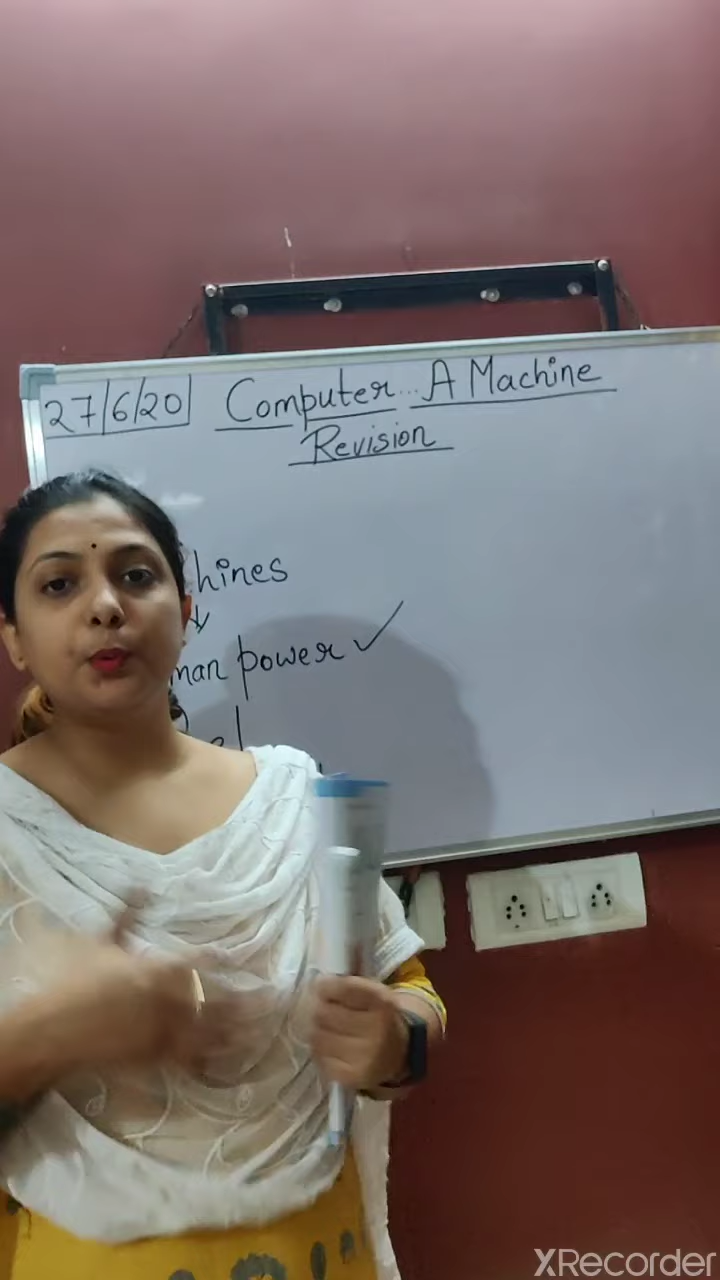 27/6/20 Computer... A Machine
Revision
hines
man power ✓
XRecorder